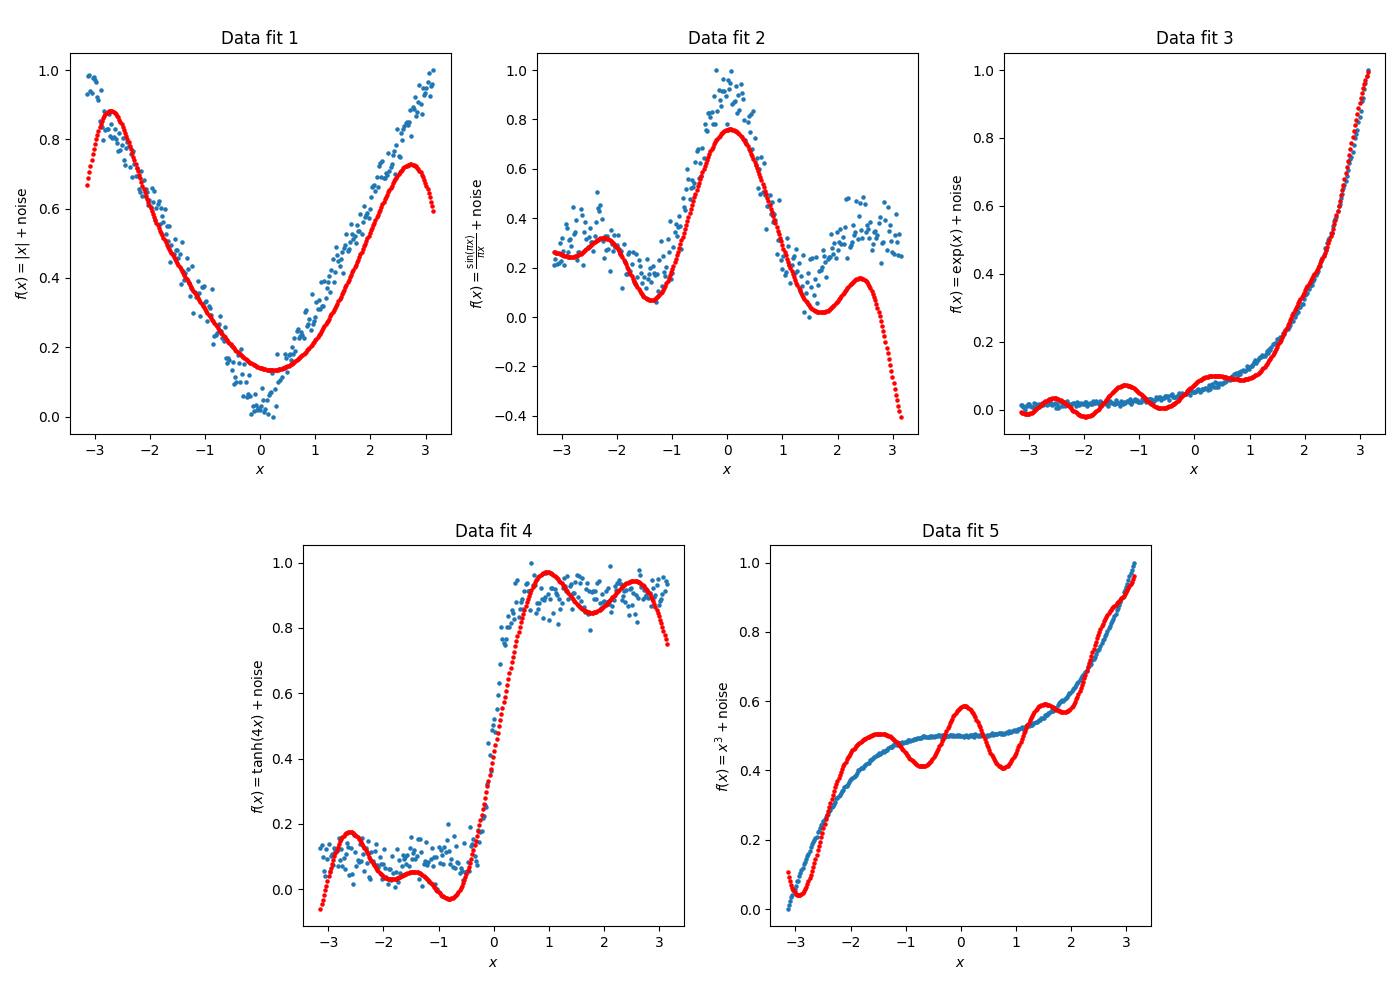 Data fit 1
Data fit 2
Data fit 3
f(x) = |x| + noise
1.0
0.8
0.6
0.4
0.2
0.0
−3 −2 −1 0 1 2 3
x
f(x) = sin(πx)/πx + noise
1.0
0.8
0.6
0.4
0.2
0.0
−0.2
−0.4
−3 −2 −1 0 1 2 3
x
f(x) = exp(x) + noise
1.0
0.8
0.6
0.4
0.2
0.0
−3 −2 −1 0 1 2 3
x
Data fit 4
Data fit 5
f(x) = tanh(4x) + noise
1.0
0.8
0.6
0.4
0.2
0.0
−3 −2 −1 0 1 2 3
x
f(x) = x³ + noise
1.0
0.8
0.6
0.4
0.2
0.0
−3 −2 −1 0 1 2 3
x